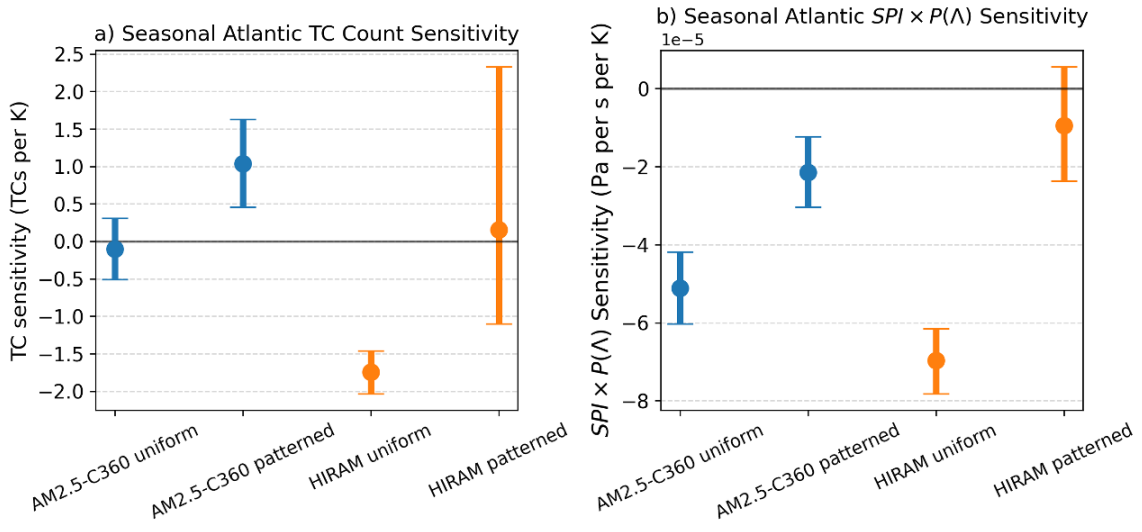 a) Seasonal Atlantic TC Count Sensitivity
TC sensitivity (TCs per K)
2.5
2.0
1.5
1.0
0.5
0.0
−0.5
−1.0
−1.5
−2.0
AM2.5-C360 uniform
AM2.5-C360 patterned
HIRAM uniform
HIRAM patterned
b) Seasonal Atlantic SPI × P(Λ) Sensitivity
1e−5
SPI × P(Λ) Sensitivity (Pa per s per K)
0
−2
−4
−6
−8
AM2.5-C360 uniform
AM2.5-C360 patterned
HIRAM uniform
HIRAM patterned